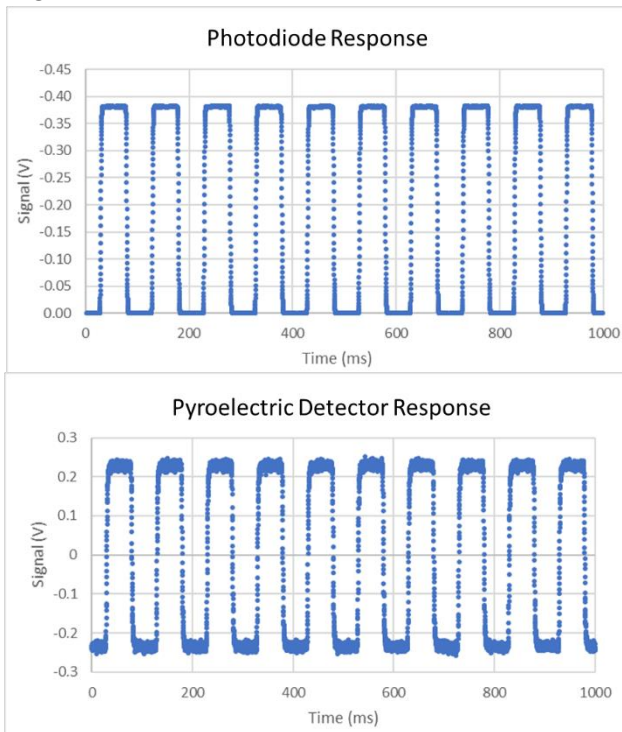 Photodiode Response
-0.45
-0.40
-0.35
-0.30
-0.25
-0.20
-0.15
-0.10
-0.05
0.00
Signal (V)
0 200 400 600 800 1000
Time (ms)
Pyroelectric Detector Response
0.3
0.2
0.1
0
-0.1
-0.2
-0.3
Signal (V)
0 200 400 600 800 1000
Time (ms)